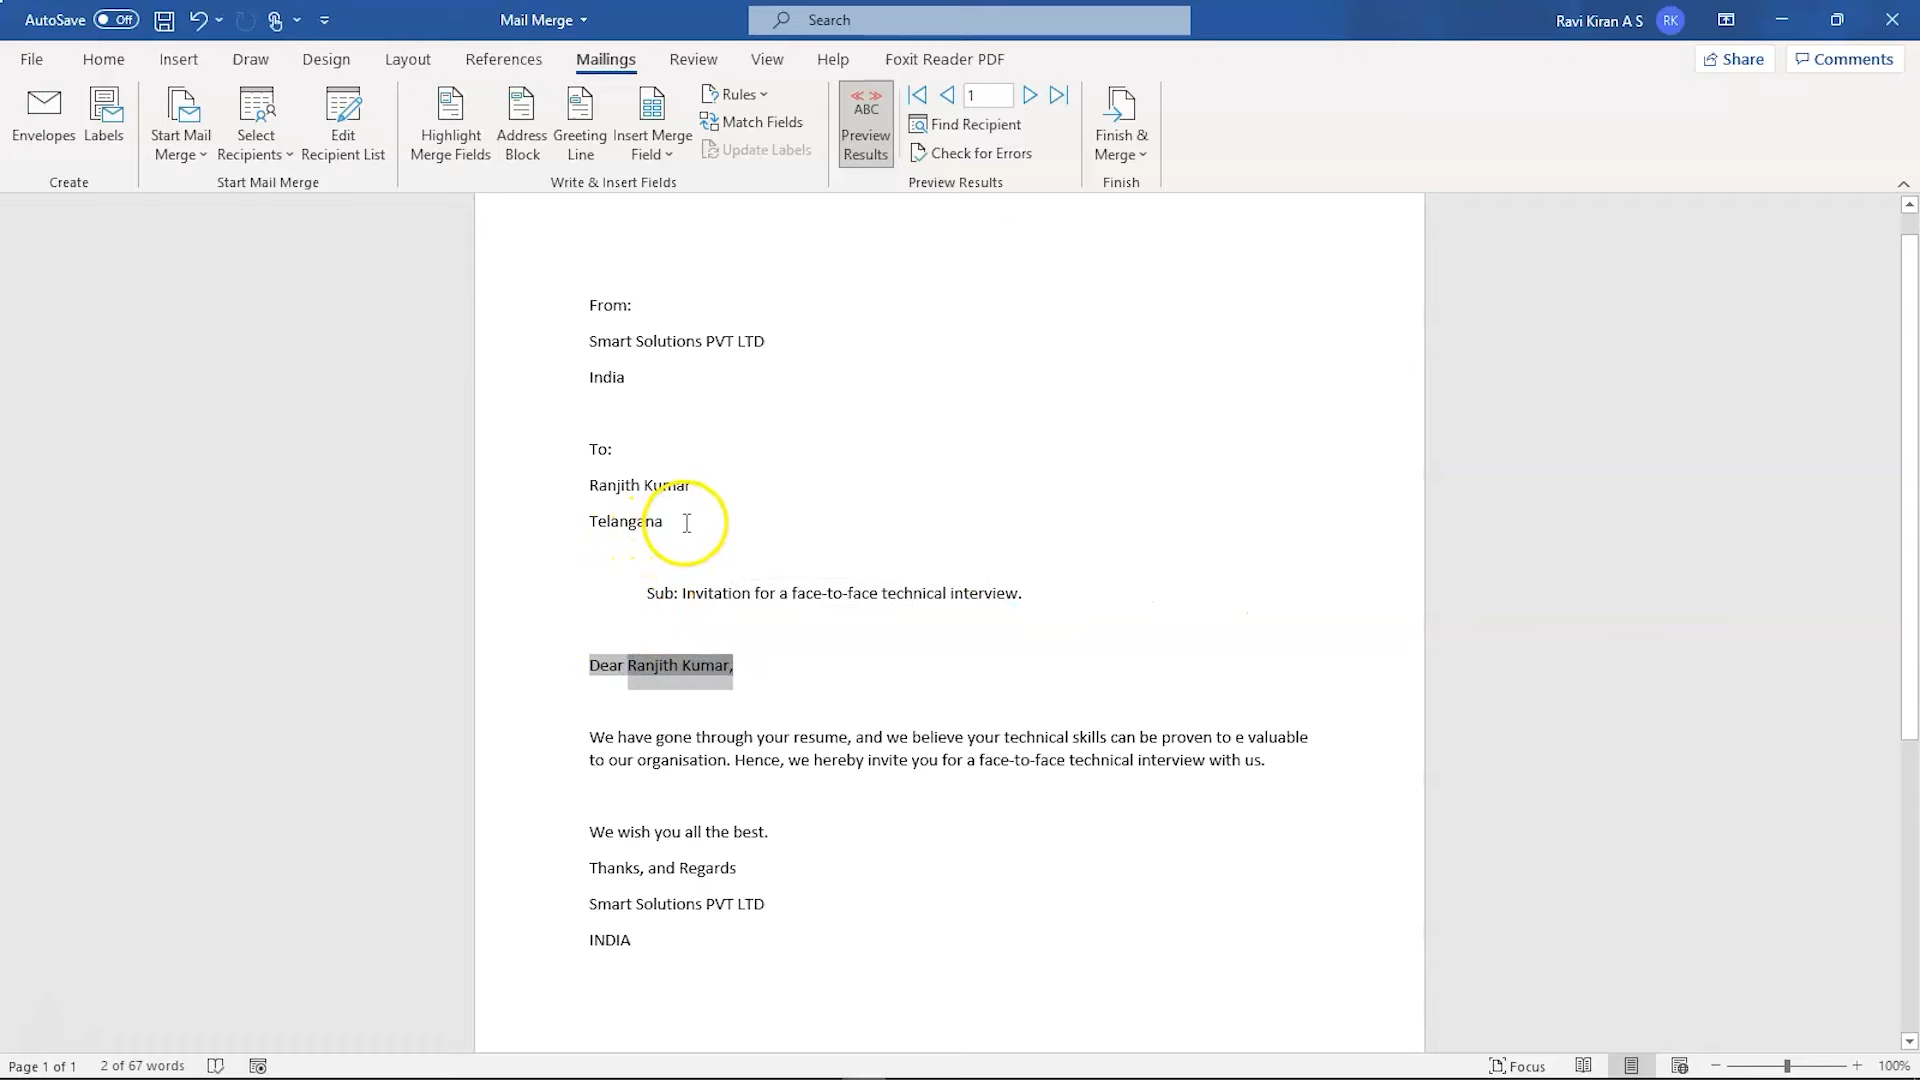 AutoSave Off Mail Merge Search Ravi Kiran A S RK
File Home Insert Draw Design Layout References Mailings Review View Help Foxit Reader PDF Share Comments
Envelopes
Labels
Start Mail
Merge
Select
Recipients
Edit
Recipient List
Highlight
Merge Fields
Address
Block
Greeting
Line
Insert Merge
Field
Rules
Match Fields
Update Labels
ABC
Preview
Results
1
Find Recipient
Check for Errors
Finish &
Merge
Create Start Mail Merge Write & Insert Fields Preview Results Finish
From:
Smart Solutions PVT LTD
India
To:
Ranjith Kumar
Telangana
Sub: Invitation for a face-to-face technical interview.
Dear Ranjith Kumar,
We have gone through your resume, and we believe your technical skills can be proven to e valuable
to our organisation. Hence, we hereby invite you for a face-to-face technical interview with us.
We wish you all the best.
Thanks, and Regards
Smart Solutions PVT LTD
INDIA
Page 1 of 1 2 of 67 words Focus 100%